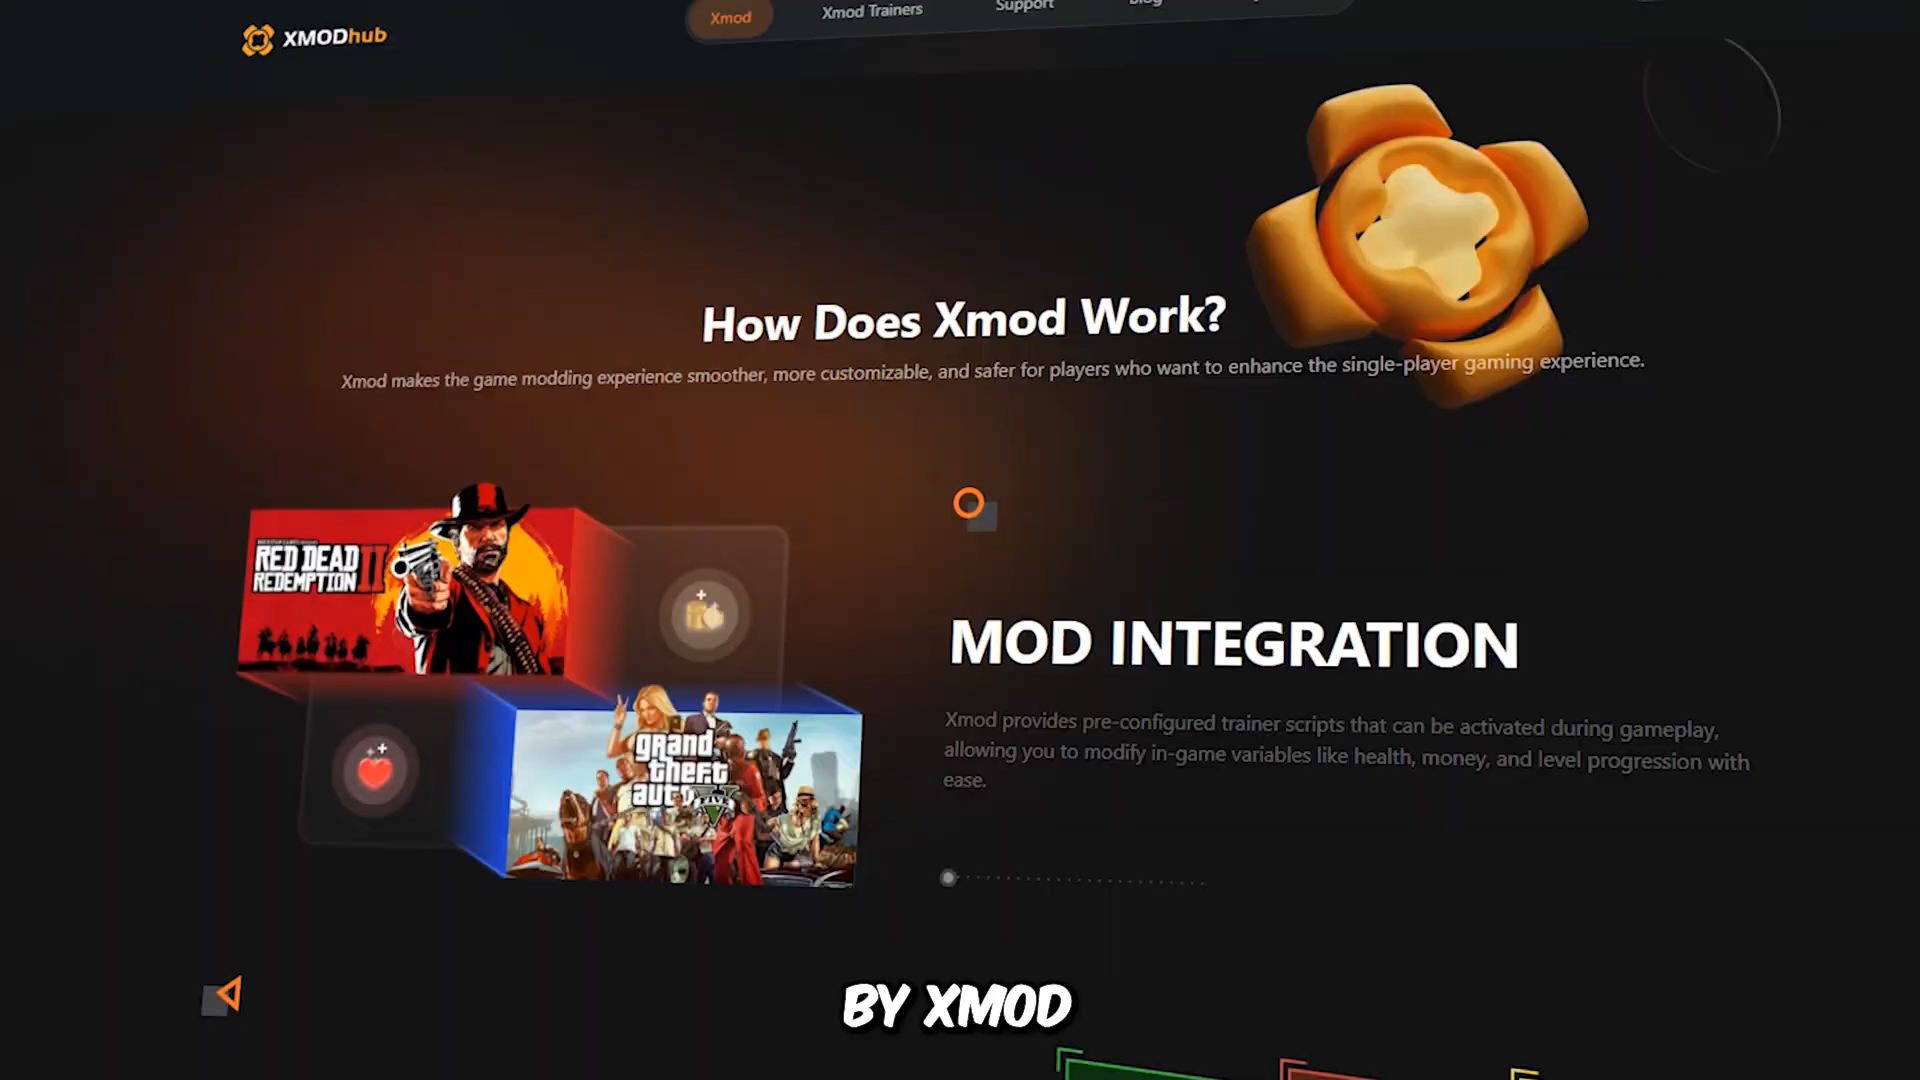 XMODhub
Xmod
Xmod Trainers
Support
Blog
How Does Xmod Work?
Xmod makes the game modding experience smoother, more customizable, and safer for players who want to enhance the single-player gaming experience.
RED DEAD
REDEMPTION II
grand
theft
auto
FIVE
MOD INTEGRATION
Xmod provides pre-configured trainer scripts that can be activated during gameplay,
allowing you to modify in-game variables like health, money, and level progression with
ease.
BY XMOD